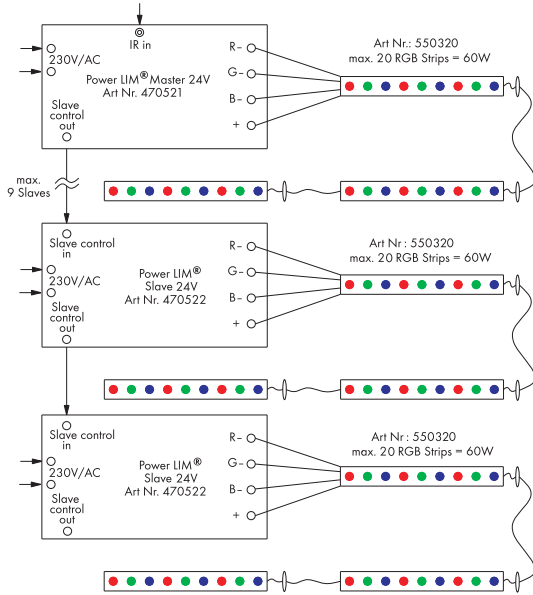 IR in
230V/AC
Power LIM® Master 24V
Art Nr. 470521
Slave
control
out
R–
G–
B–
+
Art Nr.: 550320
max. 20 RGB Strips = 60W
max.
9 Slaves
Slave control
in
230V/AC
Slave
control
out
Power LIM®
Slave 24V
Art Nr. 470522
R–
G–
B–
+
Art Nr: 550320
max. 20 RGB Strips = 60W
Slave control
in
230V/AC
Slave
control
out
Power LIM®
Slave 24V
Art Nr. 470522
R–
G–
B–
+
Art Nr: 550320
max. 20 RGB Strips = 60W